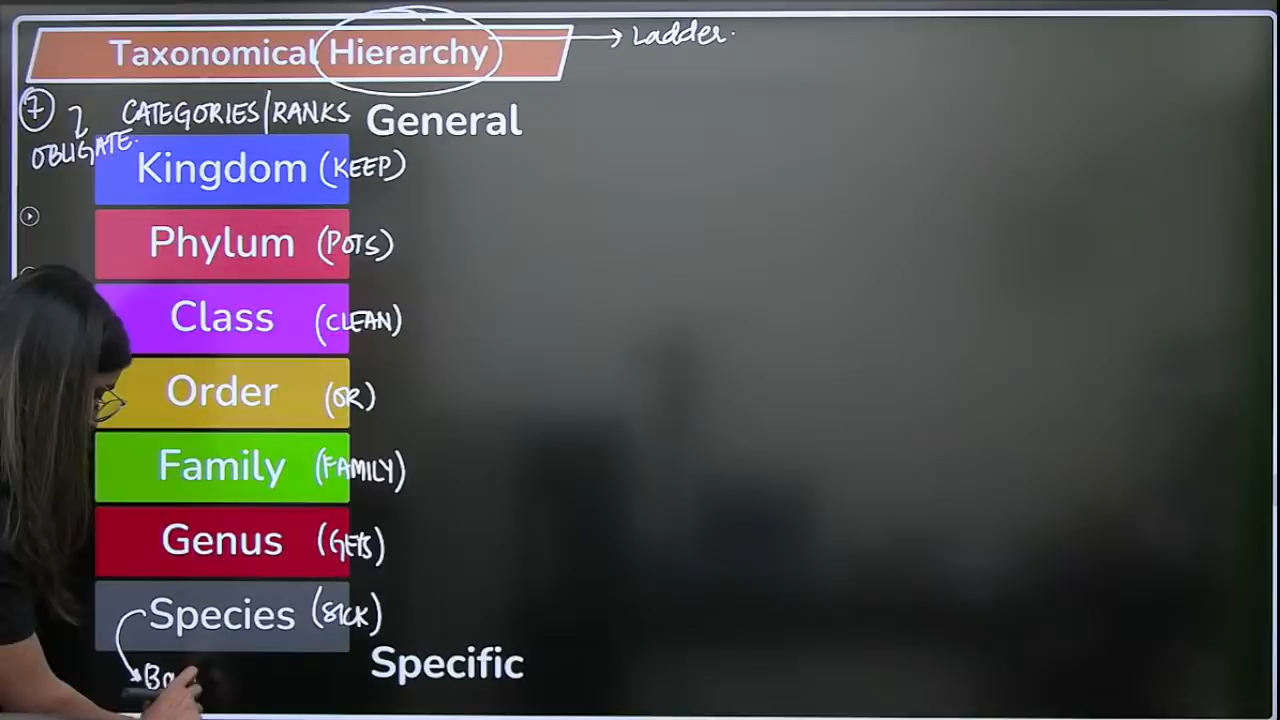 Taxonomical Hierarchy → Ladder.
7 CATEGORIES/RANKS General
OBLIGATE.
Kingdom (KEEP)
Phylum (POTS)
Class (CLEAN)
Order (OR)
Family (FAMILY)
Genus (GETS)
Species (SICK)
Specific